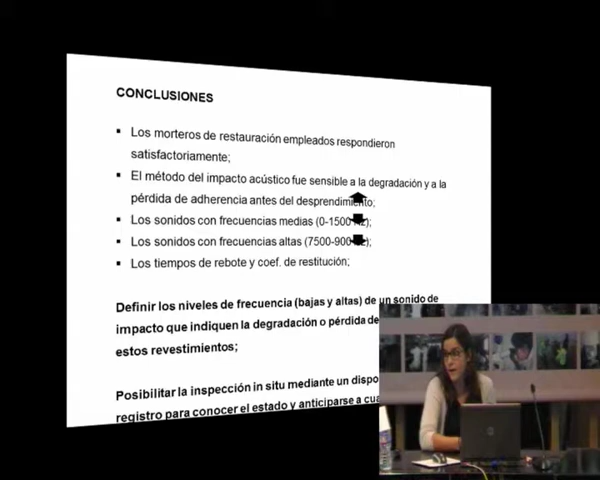 CONCLUSIONES
▪ Los morteros de restauración empleados respondieron
satisfactoriamente;
▪ El método del impacto acústico fue sensible a la degradación y a la
pérdida de adherencia antes del desprendimiento;
▪ Los sonidos con frecuencias medias (0-1500
▪ Los sonidos con frecuencias altas (7500-900
▪ Los tiempos de rebote y coef. de restitución;
Definir los niveles de frecuencia (bajas y altas) de un sonido de
impacto que indiquen la degradación o pérdida de
estos revestimientos;
Posibilitar la inspección in situ mediante un dispo
registro para conocer el estado y anticiparse a cua